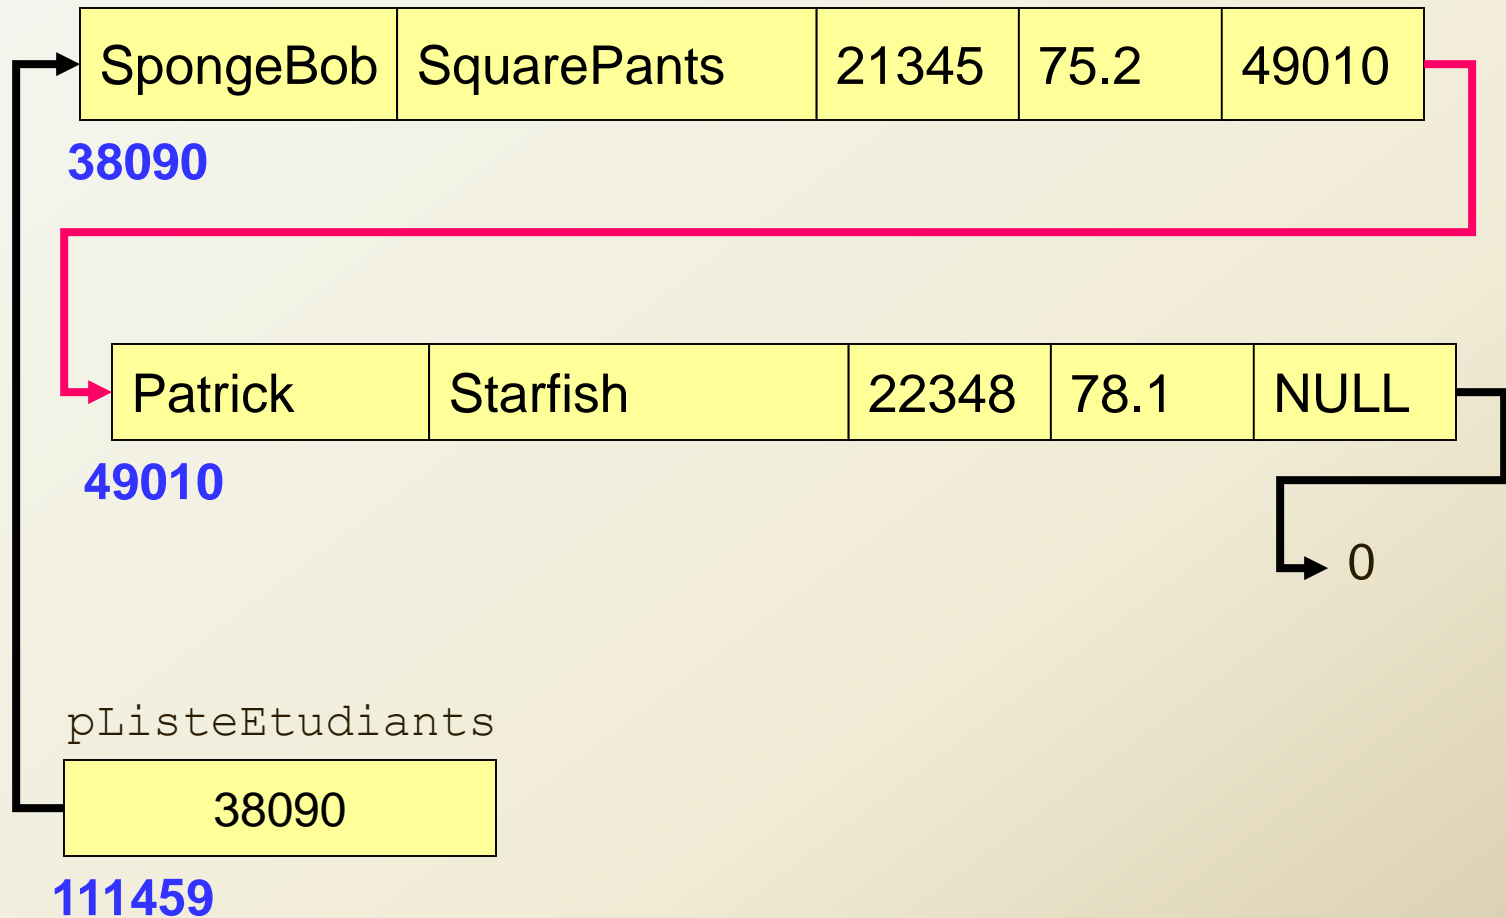 SpongeBob SquarePants 21345 75.2 49010
38090
Patrick Starfish 22348 78.1 NULL
49010
0
pListeEtudiants
38090
111459